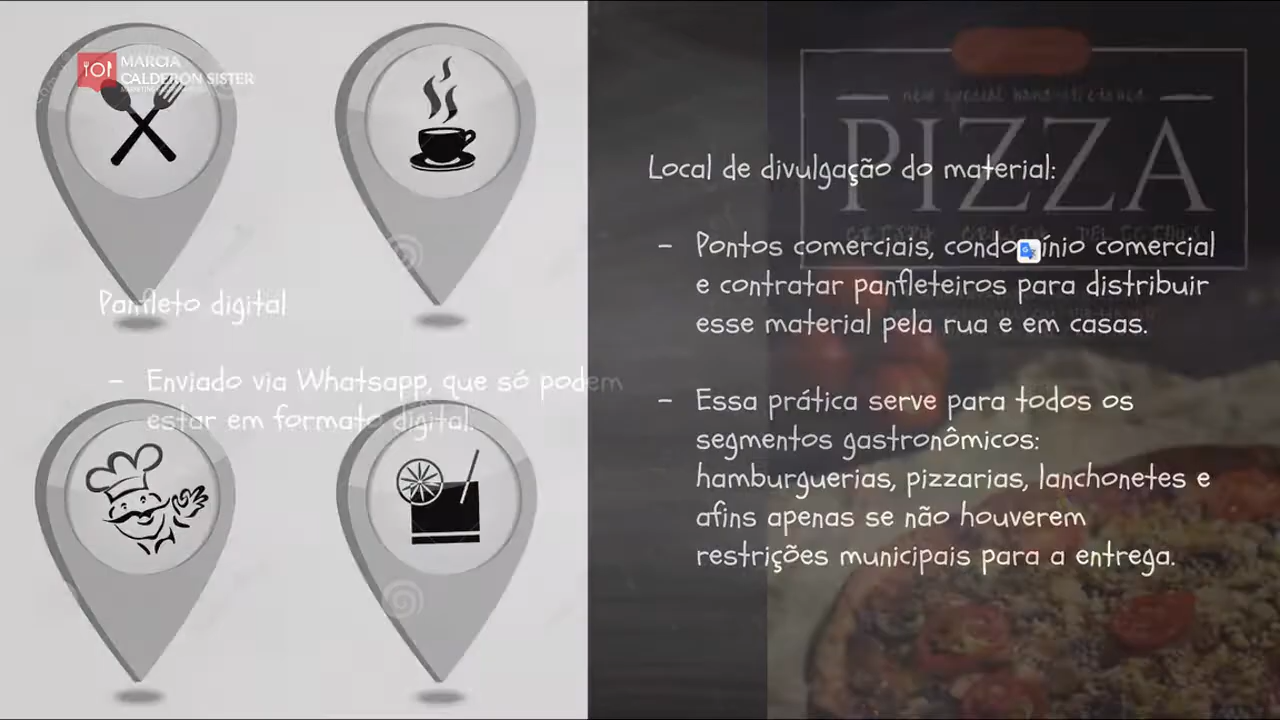 MARCIA
CALDERON SISTER
PIZZA
Local de divulgação do material:
- Pontos comerciais, condo ínio comercial
e contratar panfleteiros para distribuir
esse material pela rua e em casas.
Panfleto digital
- Enviado via Whatsapp, que só podem
estar em formato digital.
- Essa prática serve para todos os
segmentos gastronômicos:
hamburguerias, pizzarias, lanchonetes e
afins apenas se não houverem
restrições municipais para a entrega.